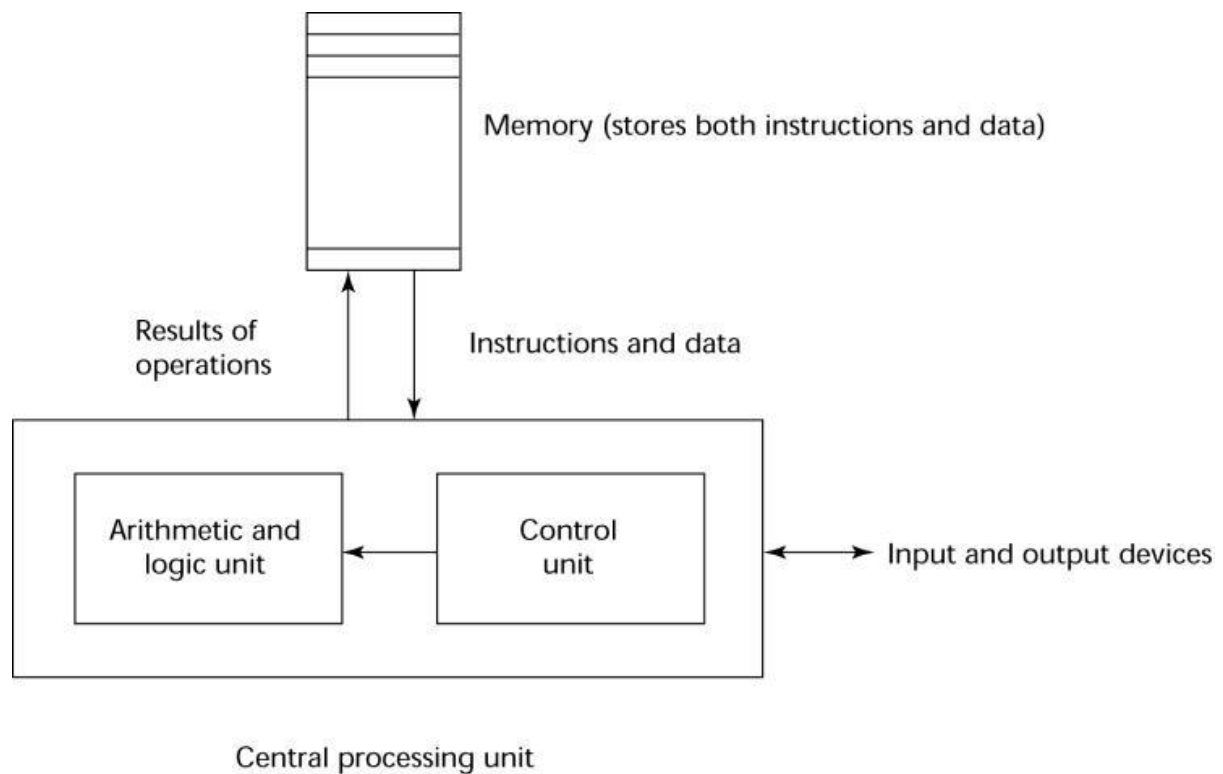 Memory (stores both instructions and data)
Results of
operations
Instructions and data
Arithmetic and
logic unit
Control
unit
Input and output devices
Central processing unit